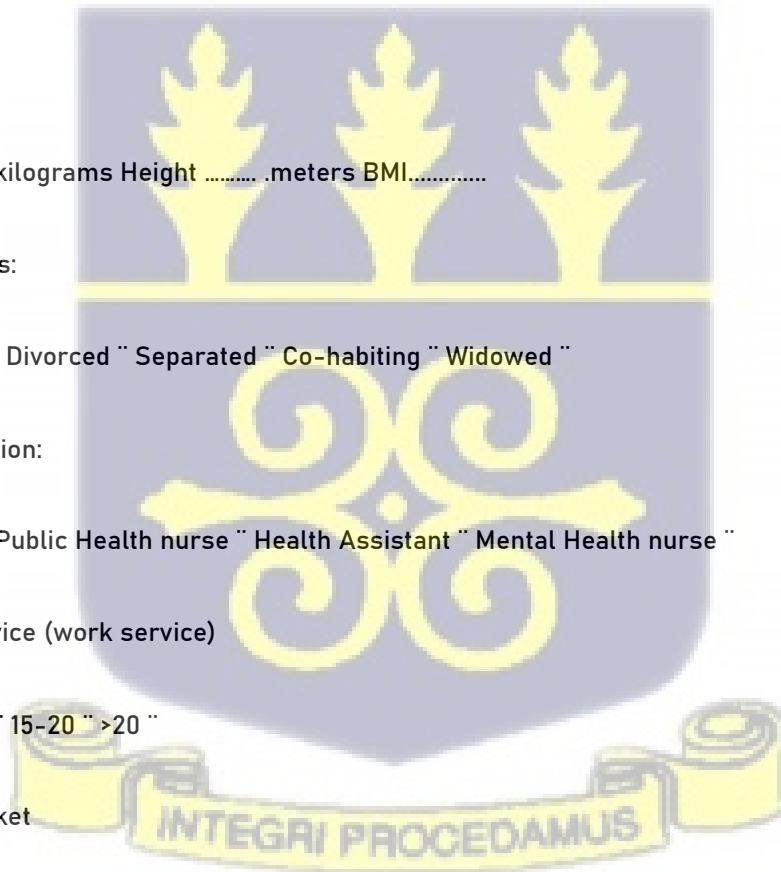 kilograms Height .......... .meters BMI.............
s:
Divorced ¨ Separated ¨ Co-habiting ¨ Widowed ¨
ion:
Public Health nurse ¨ Health Assistant ¨ Mental Health nurse ¨
vice (work service)
¨ 15-20 ¨ >20 ¨
ket
INTEGRI PROCEDAMUS